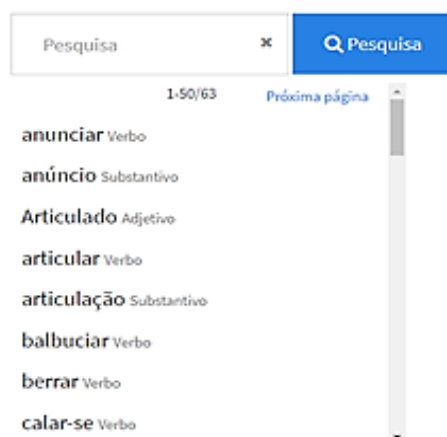 Pesquisa × Pesquisa
1-50/63 Próxima página
anunciar Verbo
anúncio Substantivo
Articulado Adjetivo
articular Verbo
articulação Substantivo
balbuciar Verbo
berrar Verbo
calar-se Verbo